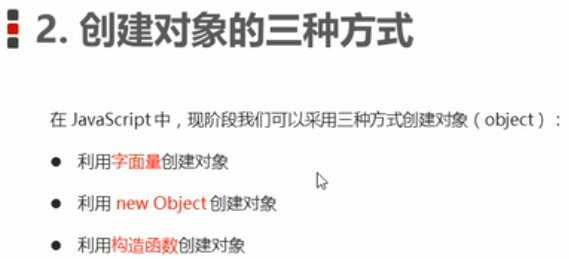 2. 创建对象的三种方式
在 JavaScript 中，现阶段我们可以采用三种方式创建对象（object）：
● 利用字面量创建对象
● 利用 new Object 创建对象
● 利用构造函数创建对象